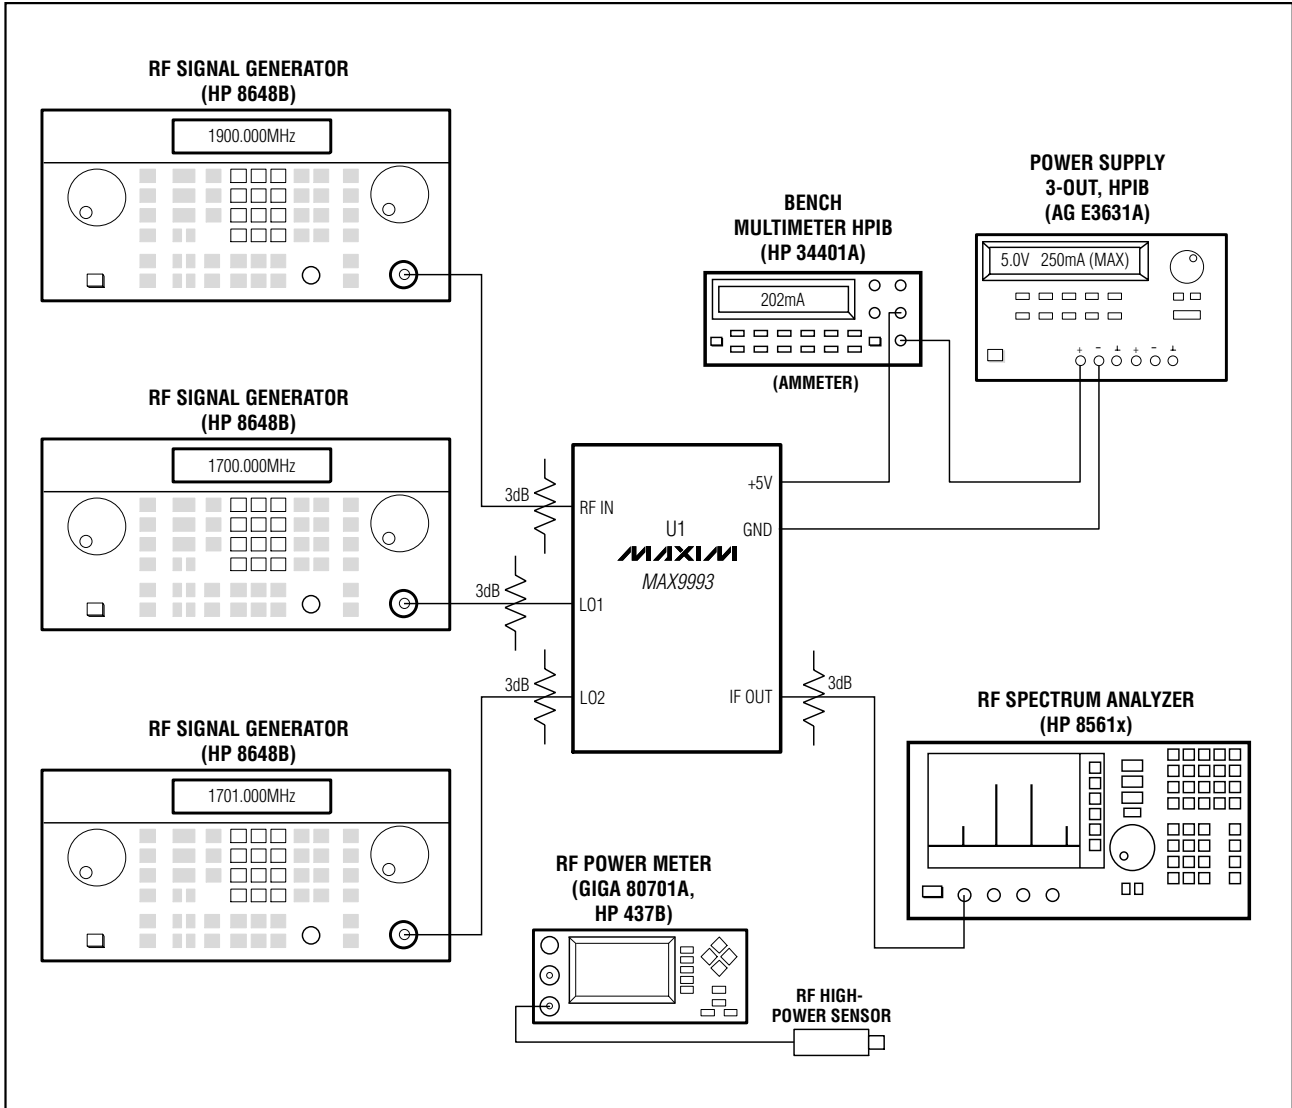 RF SIGNAL GENERATOR
(HP 8648B)
1900.000MHz
POWER SUPPLY
3-OUT, HPIB
(AG E3631A)
5.0V 250mA (MAX)
+ - ⊥ + - ⊥
BENCH
MULTIMETER HPIB
(HP 34401A)
202mA
(AMMETER)
RF SIGNAL GENERATOR
(HP 8648B)
1700.000MHz
3dB
RF IN
+5V
U1
GND
MAXIM
MAX9993
3dB
LO1
3dB
LO2
IF OUT
3dB
RF SIGNAL GENERATOR
(HP 8648B)
1701.000MHz
RF SPECTRUM ANALYZER
(HP 8561x)
RF POWER METER
(GIGA 80701A,
HP 437B)
RF HIGH-
POWER SENSOR